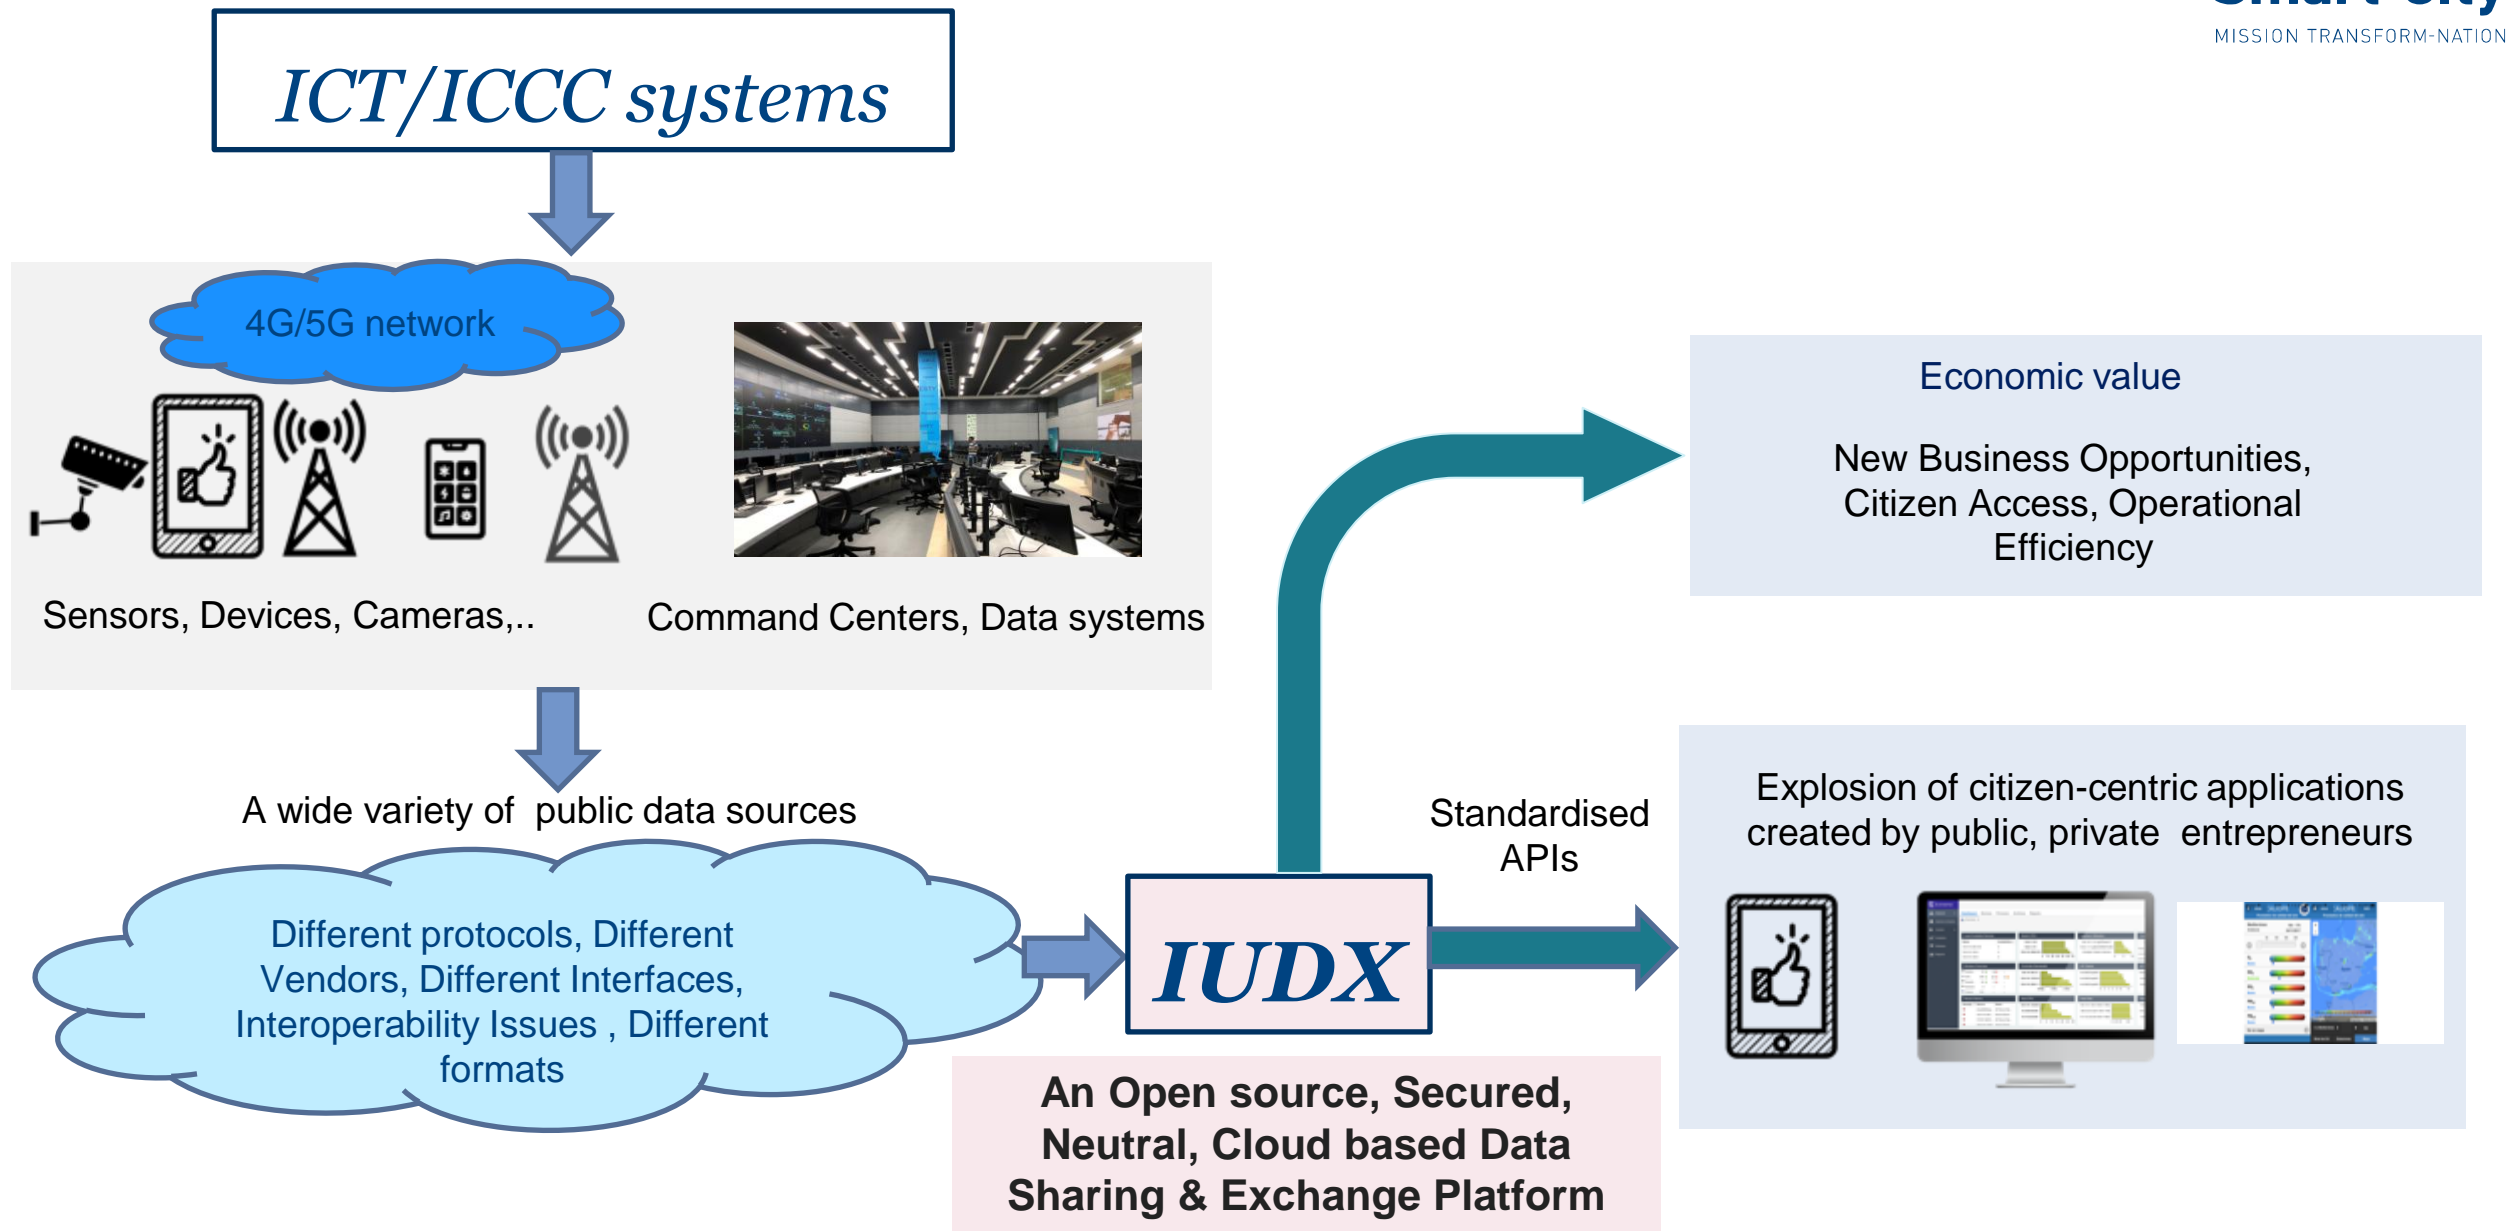 Smart City
MISSION TRANSFORM-NATION
ICT/ICCC systems
4G/5G network
Sensors, Devices, Cameras,..
Command Centers, Data systems
A wide variety of public data sources
Different protocols, Different
Vendors, Different Interfaces,
Interoperability Issues , Different
formats
IUDX
An Open source, Secured,
Neutral, Cloud based Data
Sharing & Exchange Platform
Economic value
New Business Opportunities,
Citizen Access, Operational
Efficiency
Standardised
APIs
Explosion of citizen-centric applications
created by public, private entrepreneurs